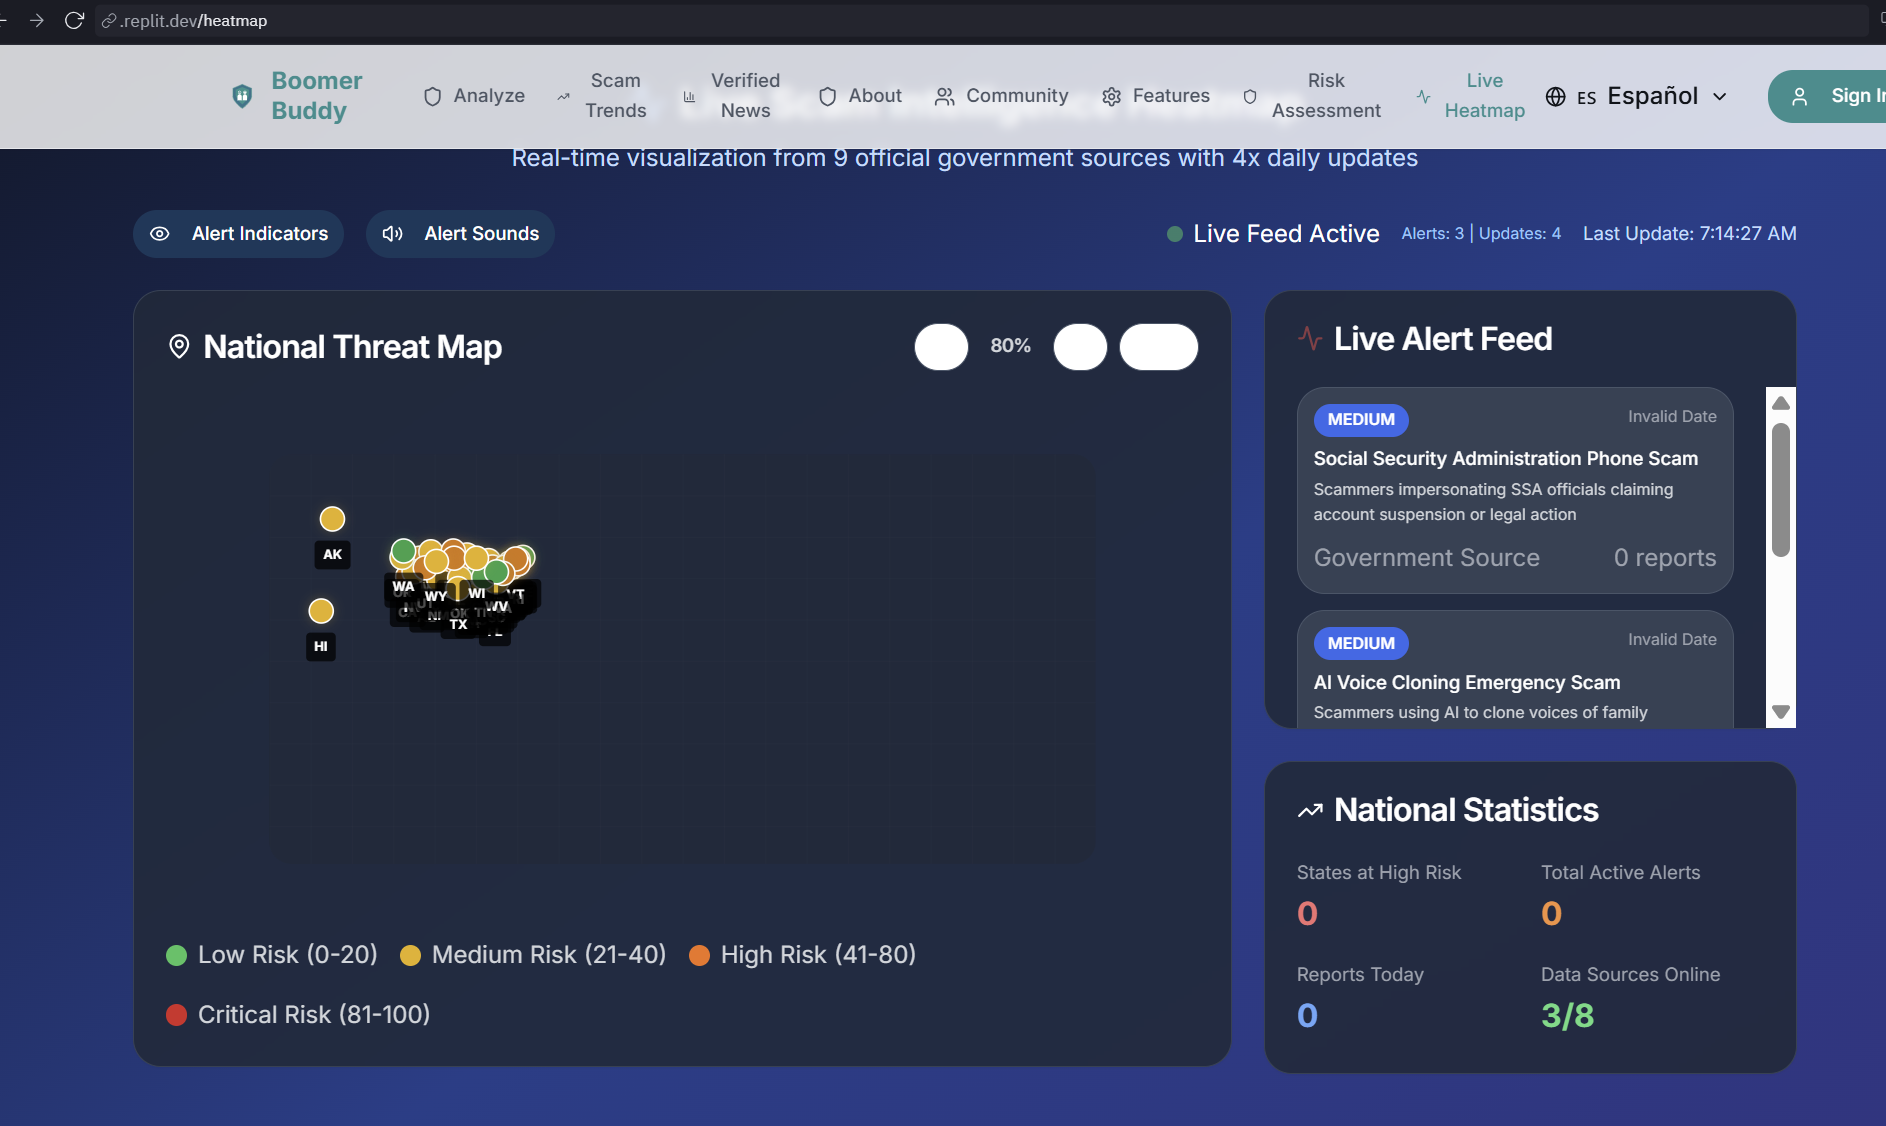 .replit.dev/heatmap
Boomer
Buddy
Analyze
Scam
Trends
Verified
News
About
Community
Features
Risk
Assessment
Live
Heatmap
ES Español
Sign In
Live Scam Intelligence Heatmap
Real-time visualization from 9 official government sources with 4x daily updates
Alert Indicators
Alert Sounds
Live Feed Active
Alerts: 3 | Updates: 4
Last Update: 7:14:27 AM
National Threat Map
80%
AK
HI
WA
WY
WI
VT
WV
TX
Low Risk (0-20)
Medium Risk (21-40)
High Risk (41-80)
Critical Risk (81-100)
Live Alert Feed
MEDIUM
Invalid Date
Social Security Administration Phone Scam
Scammers impersonating SSA officials claiming
account suspension or legal action
Government Source
0 reports
MEDIUM
Invalid Date
AI Voice Cloning Emergency Scam
Scammers using AI to clone voices of family
National Statistics
States at High Risk
0
Total Active Alerts
0
Reports Today
0
Data Sources Online
3/8